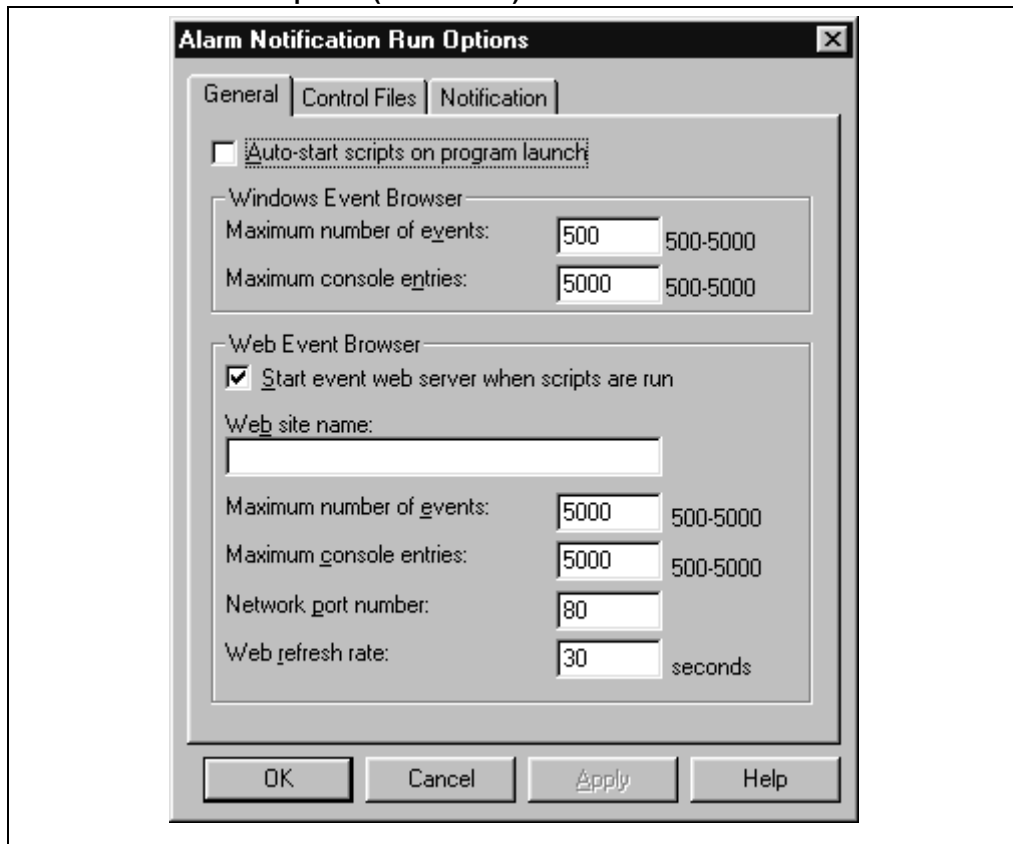 Alarm Notification Run Options
General Control Files Notification
Auto-start scripts on program launch
Windows Event Browser
Maximum number of events: 500 500-5000
Maximum console entries: 5000 500-5000
Web Event Browser
Start event web server when scripts are run
Web site name:
Maximum number of events: 5000 500-5000
Maximum console entries: 5000 500-5000
Network port number: 80
Web refresh rate: 30 seconds
OK Cancel Apply Help